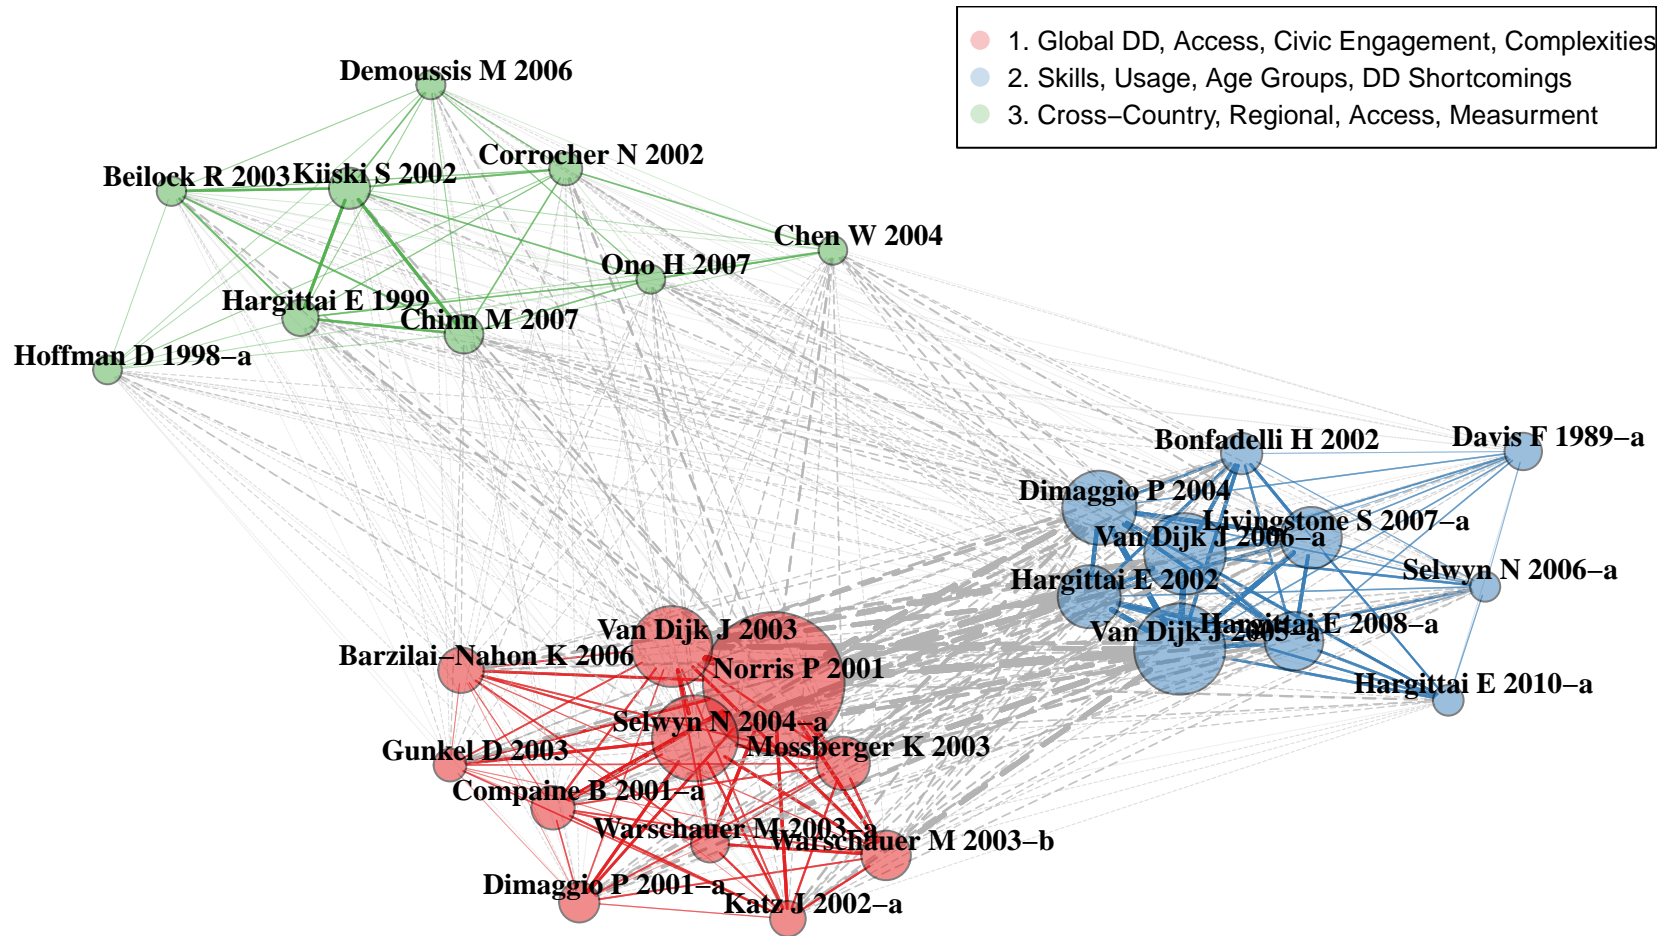 1. Global DD, Access, Civic Engagement, Complexities
2. Skills, Usage, Age Groups, DD Shortcomings
3. Cross−Country, Regional, Access, Measurment
Demoussis M 2006
Corrocher N 2002
Beilock R 2003
Kiiski S 2002
Chen W 2004
Ono H 2007
Hargittai E 1999
Chinn M 2007
Hoffman D 1998−a
Bonfadelli H 2002
Davis F 1989−a
Dimaggio P 2004
Livingstone S 2007−a
Van Dijk J 2006−a
Selwyn N 2006−a
Hargittai E 2002
Hargittai E 2008−a
Van Dijk J 2005−a
Hargittai E 2010−a
Van Dijk J 2003
Barzilai−Nahon K 2006
Norris P 2001
Selwyn N 2004−a
Mossberger K 2003
Gunkel D 2003
Compaine B 2001−a
Warschauer M 2003−a
Warschauer M 2003−b
Dimaggio P 2001−a
Katz J 2002−a